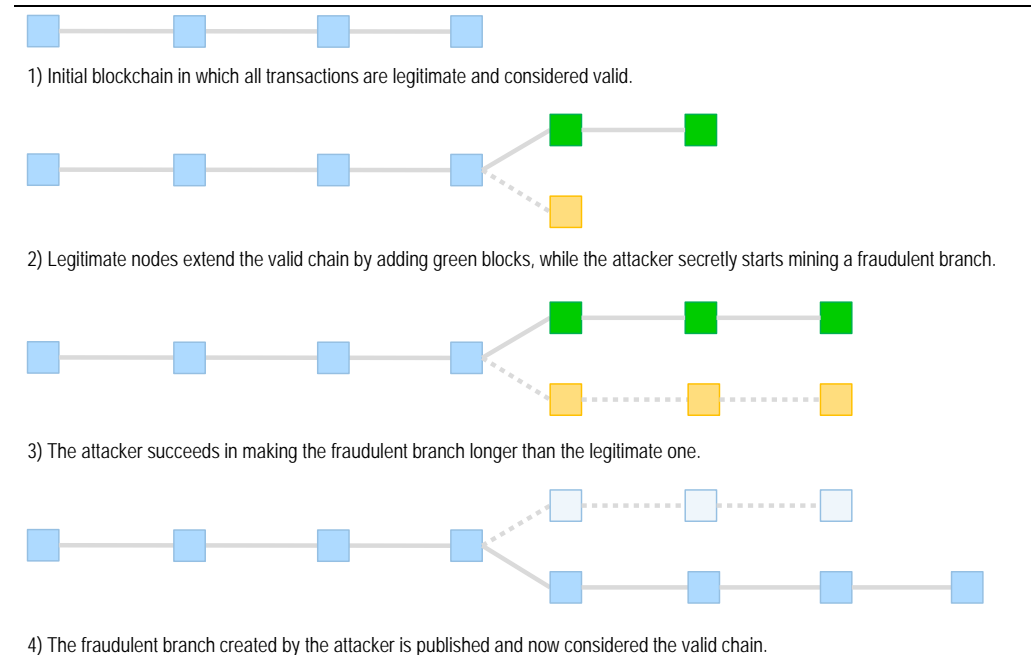 1) Initial blockchain in which all transactions are legitimate and considered valid.
2) Legitimate nodes extend the valid chain by adding green blocks, while the attacker secretly starts mining a fraudulent branch.
3) The attacker succeeds in making the fraudulent branch longer than the legitimate one.
4) The fraudulent branch created by the attacker is published and now considered the valid chain.